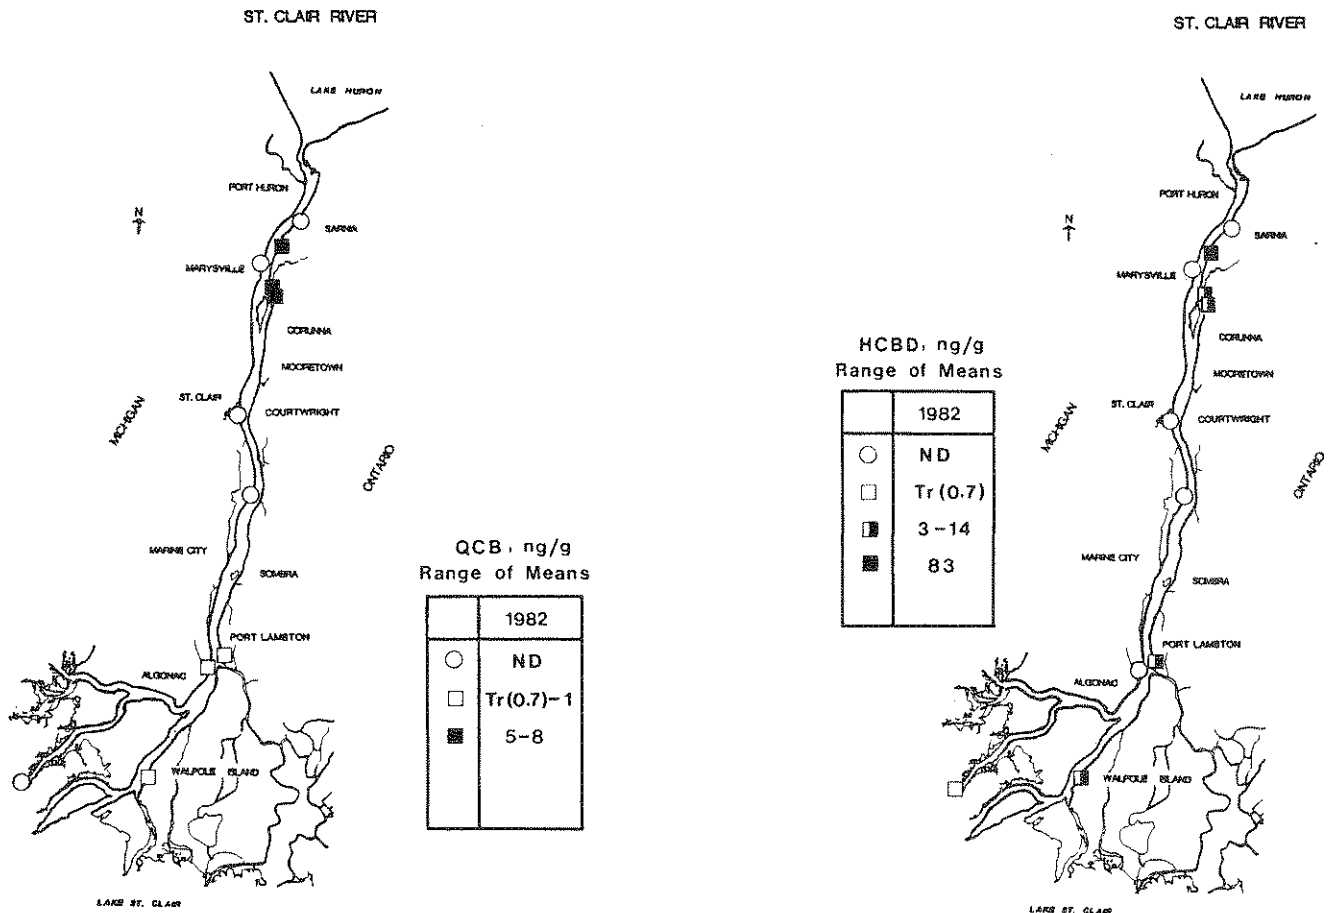 ST. CLAIR RIVER
LAKE HURON
PORT HURON
N
SARNIA
MARYSVILLE
CORUNNA
MOORETOWN
ST. CLAIR
COURTWRIGHT
MICHIGAN
ONTARIO
MARINE CITY
SOMBRA
PORT LAMBTON
ALGONAC
WALPOLE ISLAND
LAKE ST. CLAIR
QCB, ng/g
Range of Means
1982
ND
Tr(0.7)-1
5-8
ST. CLAIR RIVER
LAKE HURON
PORT HURON
N
SARNIA
MARYSVILLE
CORUNNA
MOORETOWN
ST. CLAIR
COURTWRIGHT
MICHIGAN
ONTARIO
MARINE CITY
SOMBRA
PORT LAMBTON
ALGONAC
WALPOLE ISLAND
LAKE ST. CLAIR
HCBD, ng/g
Range of Means
1982
ND
Tr(0.7)
3-14
83